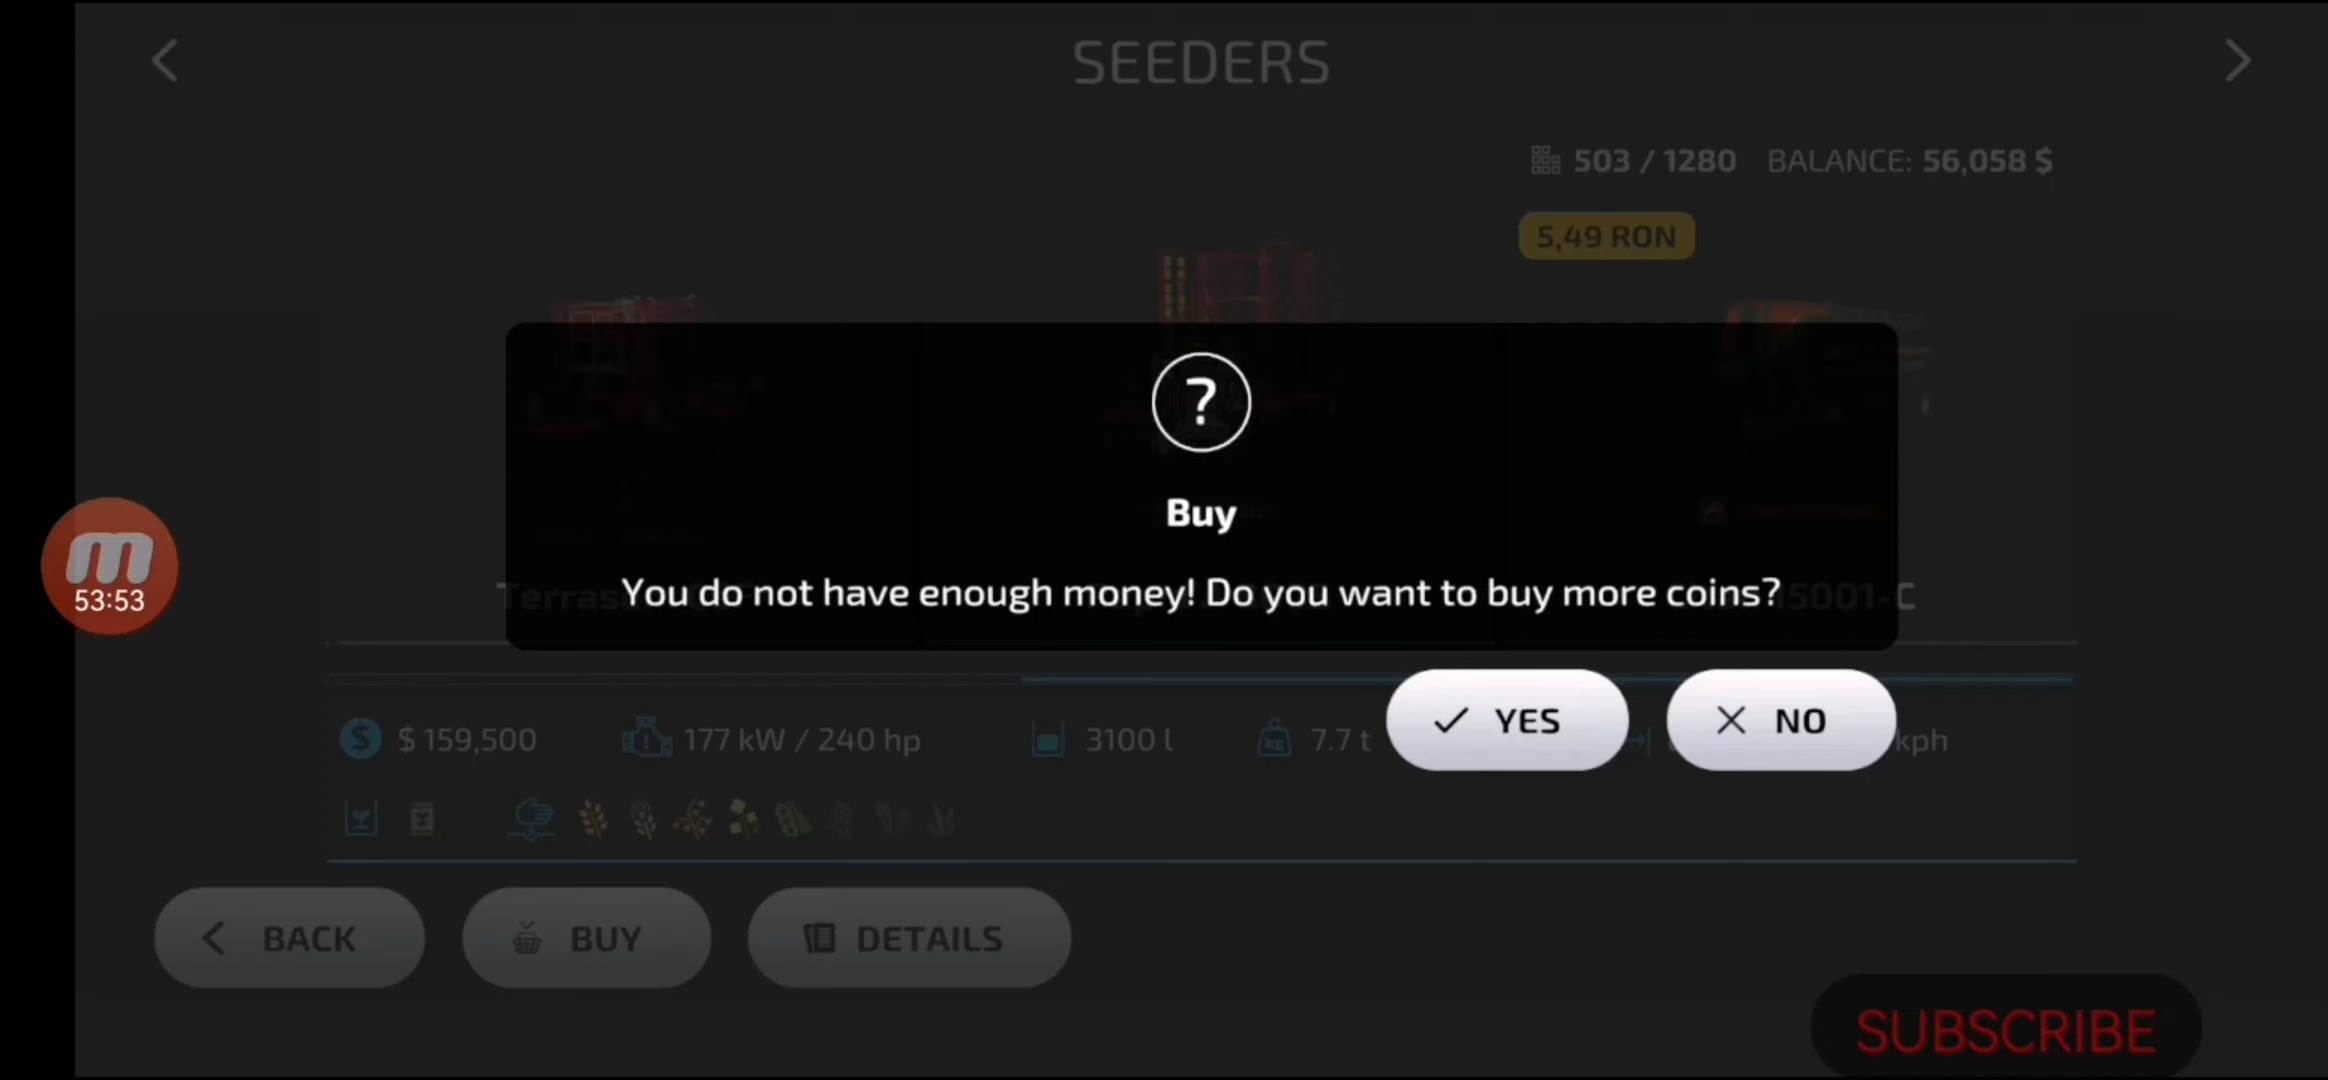 SEEDERS
503 / 1280 BALANCE: 56,058 $
5,49 RON
?
Buy
You do not have enough money! Do you want to buy more coins?
5001-C
m
53:53
YES
NO
$ 159,500 177 kW / 240 hp 3100 l kg 7.7 t kph
BACK
BUY
DETAILS
SUBSCRIBE